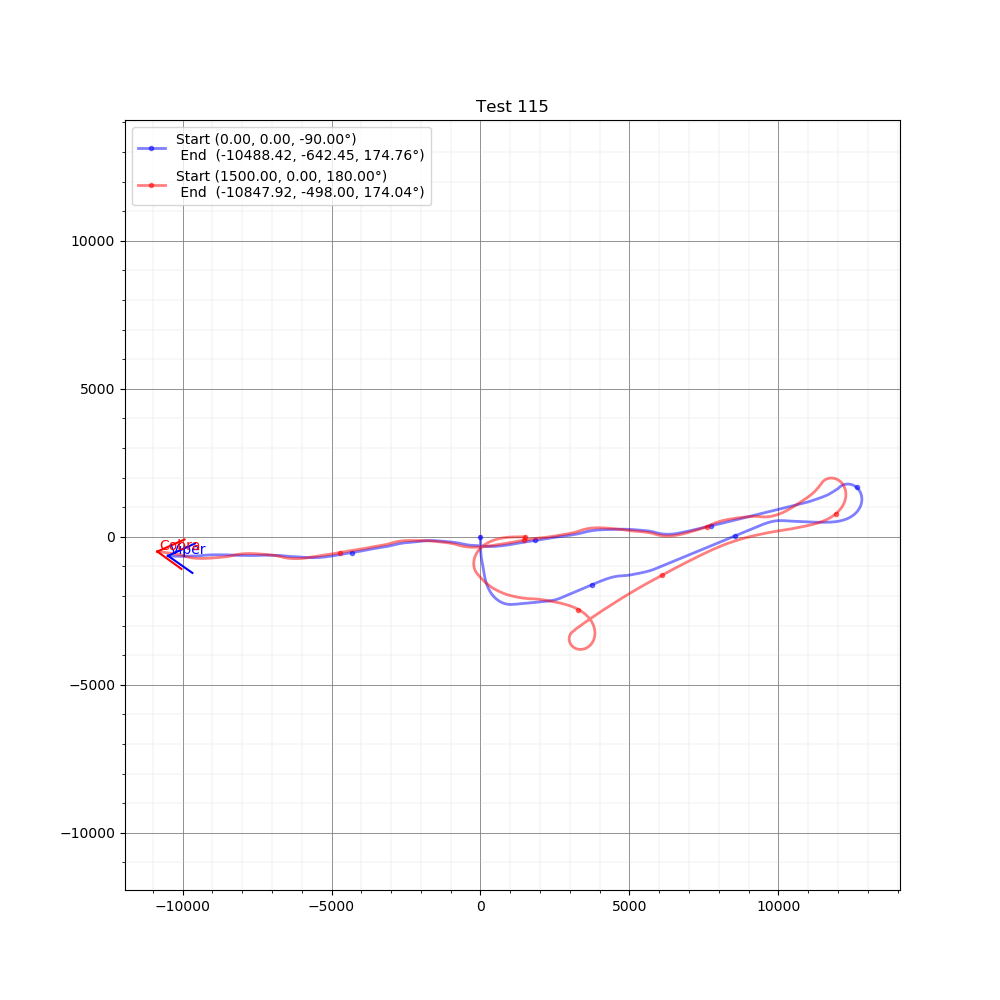 Test 115
Start (0.00, 0.00, -90.00°)
End (-10488.42, -642.45, 174.76°)
Start (1500.00, 0.00, 180.00°)
End (-10847.92, -498.00, 174.04°)
10000
5000
0
−5000
−10000
Cobra
Viper
−10000 −5000 0 5000 10000